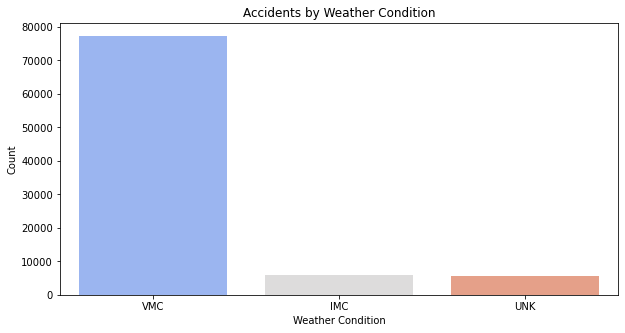 Accidents by Weather Condition
80000
70000
60000
50000
40000
30000
20000
10000
0
Count
VMC IMC UNK
Weather Condition